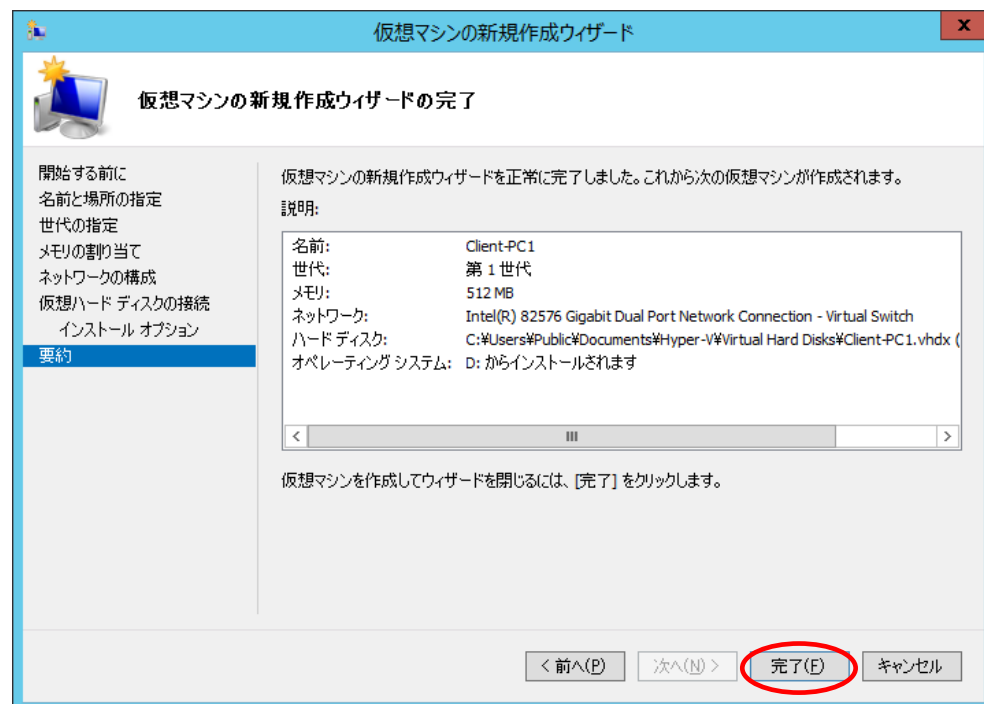 仮想マシンの新規作成ウィザード
x
仮想マシンの新規作成ウィザードの完了
開始する前に
名前と場所の指定
世代の指定
メモリの割り当て
ネットワークの構成
仮想ハード ディスクの接続
インストール オプション
要約
仮想マシンの新規作成ウィザードを正常に完了しました。これから次の仮想マシンが作成されます。
説明:
名前: Client-PC1
世代: 第 1 世代
メモリ: 512 MB
ネットワーク: Intel(R) 82576 Gigabit Dual Port Network Connection - Virtual Switch
ハード ディスク: C:¥Users¥Public¥Documents¥Hyper-V¥Virtual Hard Disks¥Client-PC1.vhdx (
オペレーティング システム: D: からインストールされます
仮想マシンを作成してウィザードを閉じるには、[完了] をクリックします。
< 前へ(P) 次へ(N) > 完了(F) キャンセル